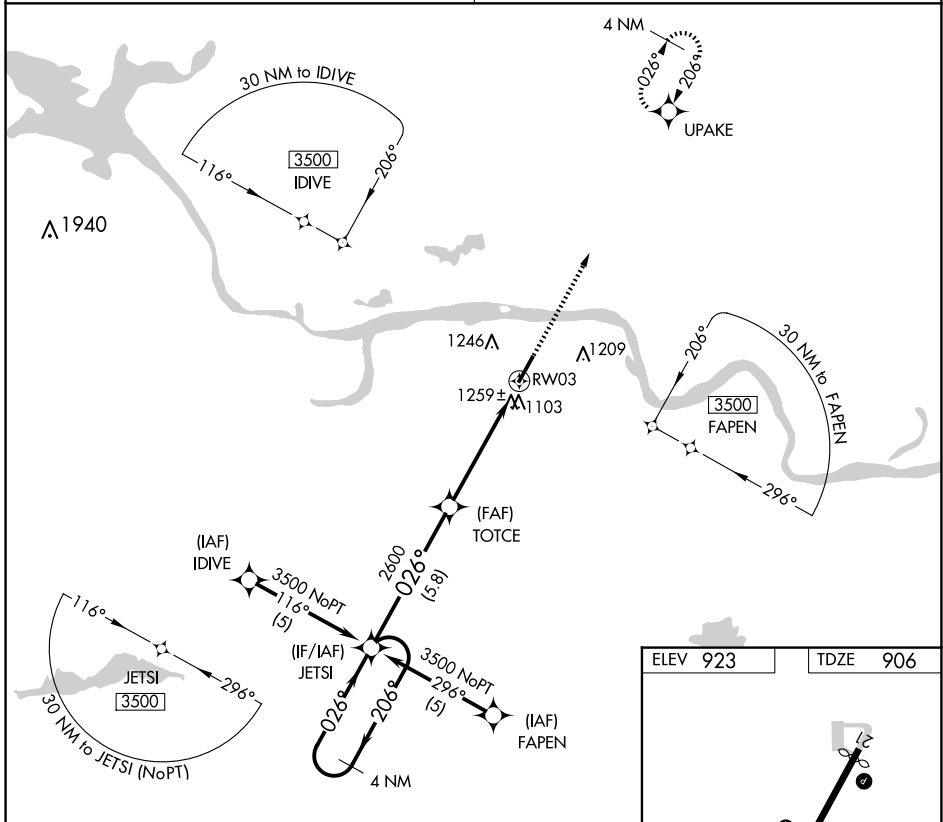 4 NM
026°
206°
UPAKE
30 NM to IDIVE
3500
IDIVE
116°
206°
1940
1246
1209
RW03
1259±
1103
206°
30 NM to FAPEN
3500
FAPEN
296°
(FAF)
TOTCE
(IAF)
IDIVE
2600
026°
(5.8)
3500 NoPT
116°
(5)
(IF/IAF)
JETSI
3500 NoPT
296°
(5)
(IAF)
FAPEN
026°
206°
4 NM
116°
296°
JETSI
3500
30 NM to JETSI (NoPT)
ELEV 923
TDZE 906
21
P